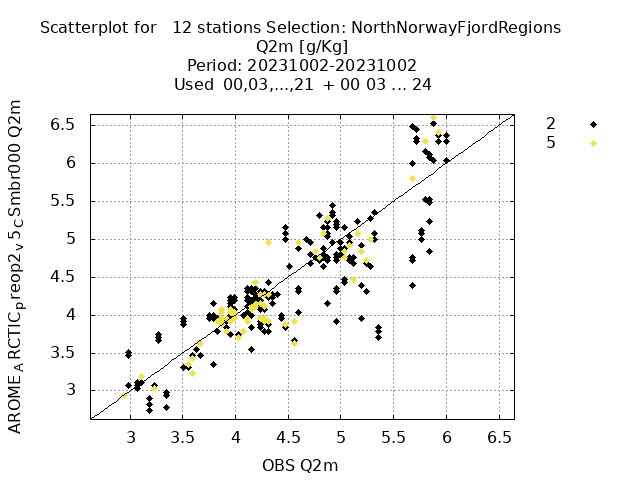 Scatterplot for 12 stations Selection: NorthNorwayFjordRegions
Q2m [g/Kg]
Period: 20231002-20231002
Used 00,03,...,21 + 00 03 ... 24
AROME_ARCTIC_preop2_v5_CSmbr000 Q2m
6.5
6
5.5
5
4.5
4
3.5
3
3 3.5 4 4.5 5 5.5 6 6.5
OBS Q2m
2
5